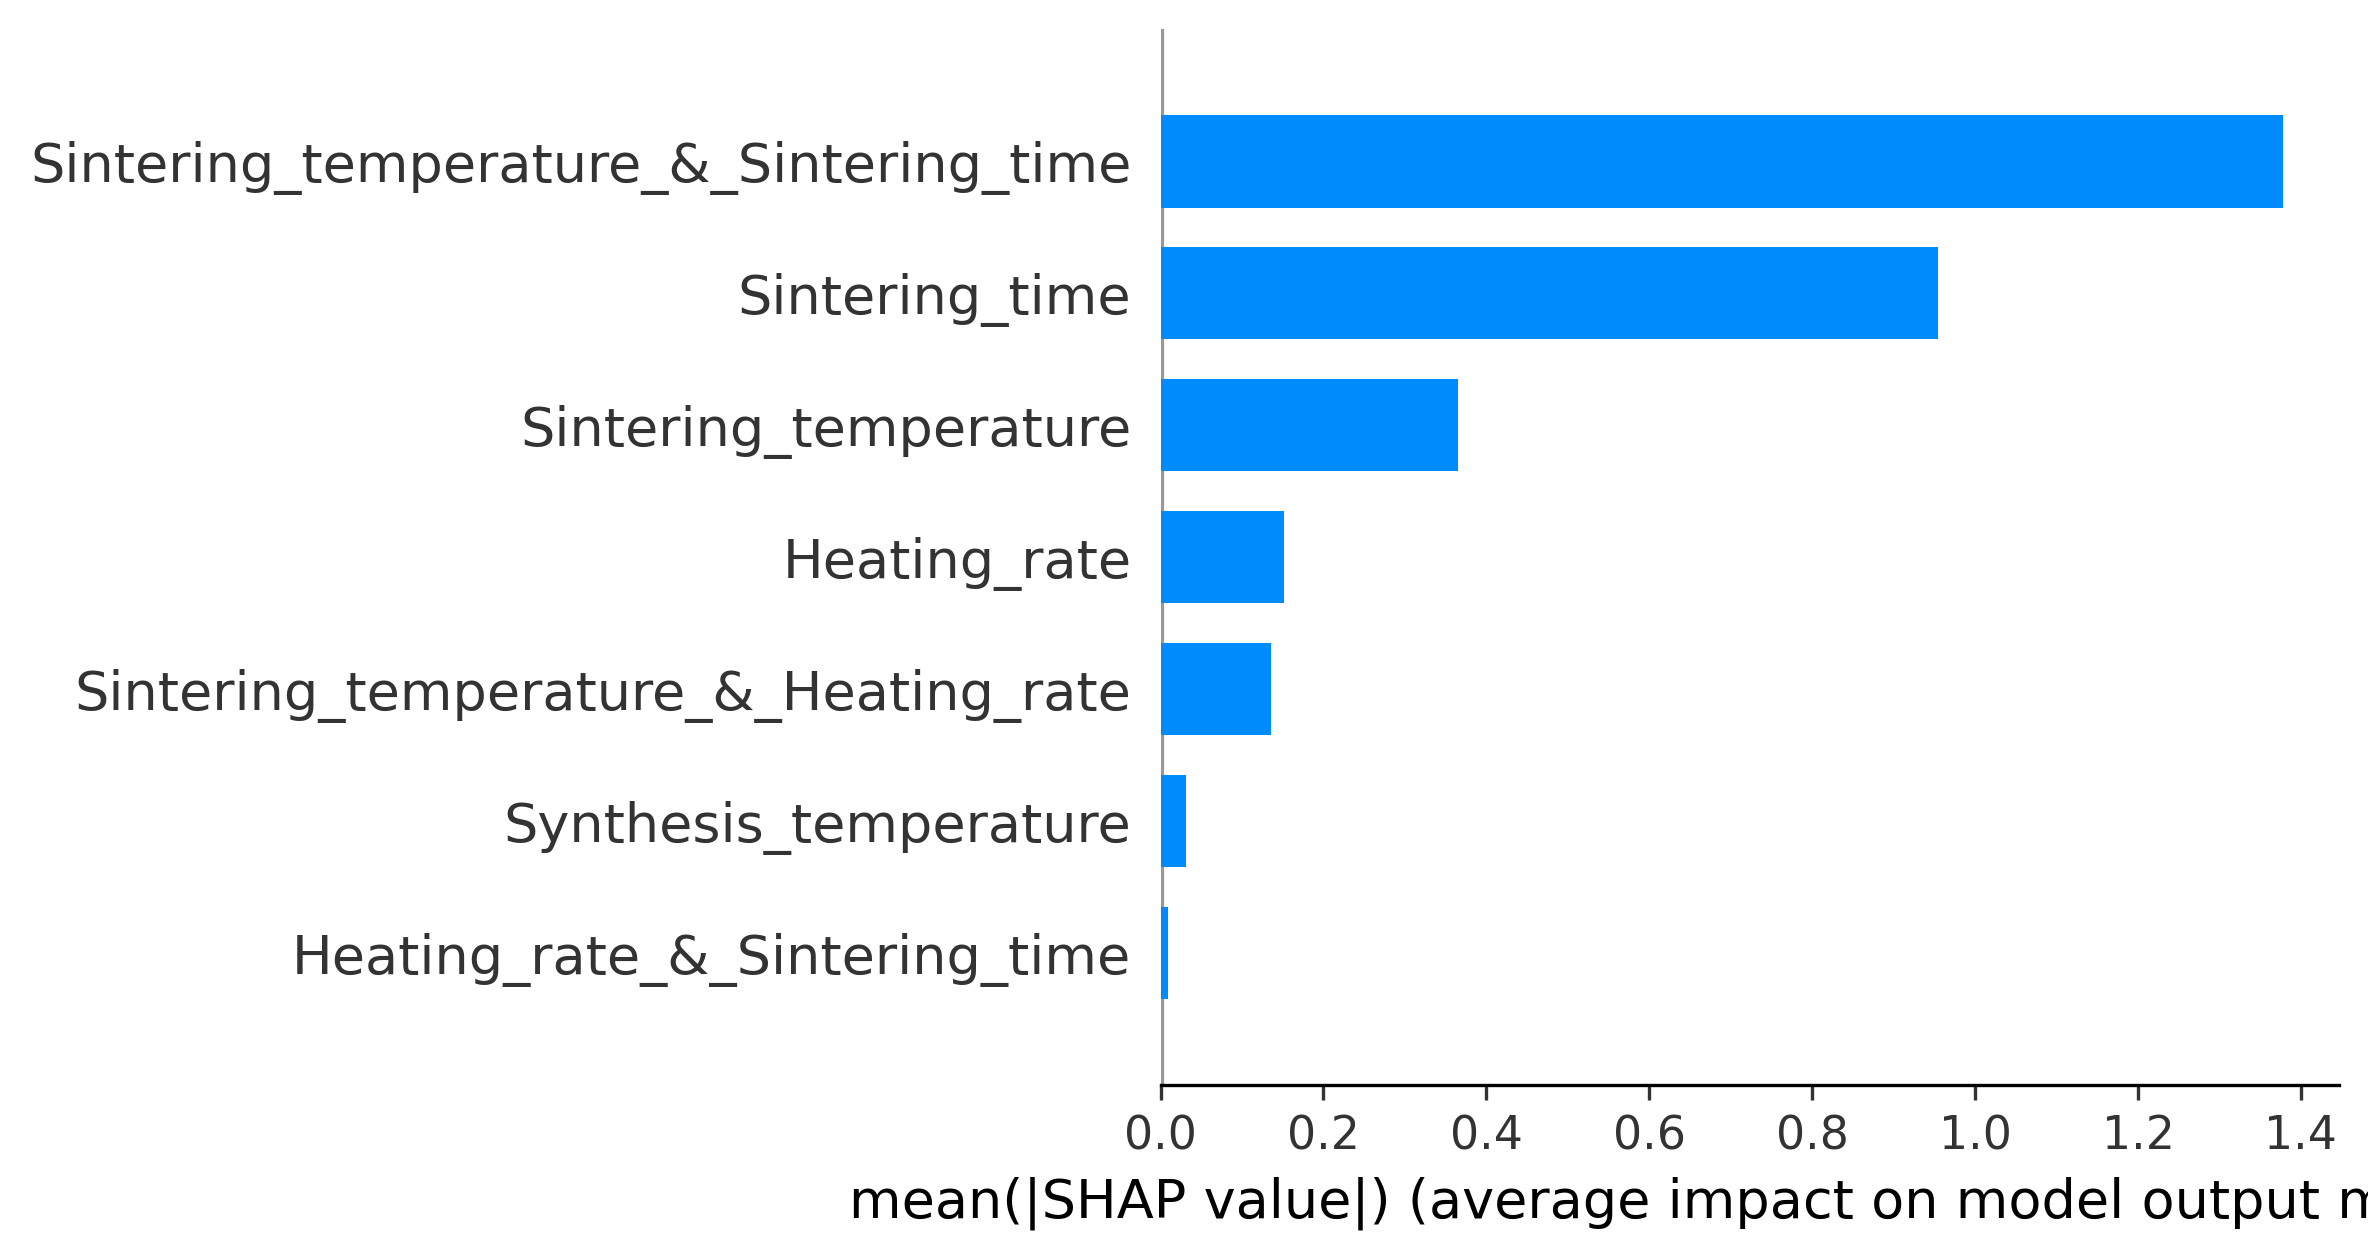 Sintering_temperature_&_Sintering_time
Sintering_time
Sintering_temperature
Heating_rate
Sintering_temperature_&_Heating_rate
Synthesis_temperature
Heating_rate_&_Sintering_time
0.0 0.2 0.4 0.6 0.8 1.0 1.2 1.4
mean(|SHAP value|) (average impact on model output